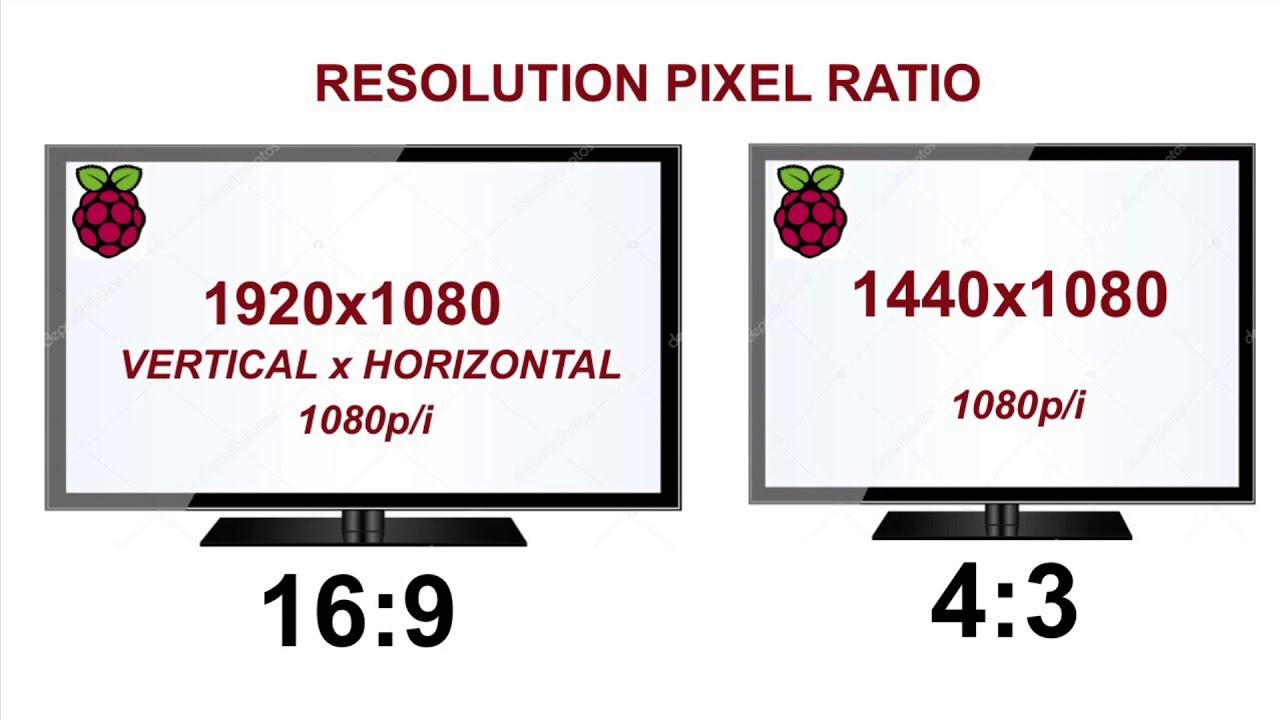 RESOLUTION PIXEL RATIO
1920x1080
VERTICAL x HORIZONTAL
1080p/i
16:9
1440x1080
1080p/i
4:3